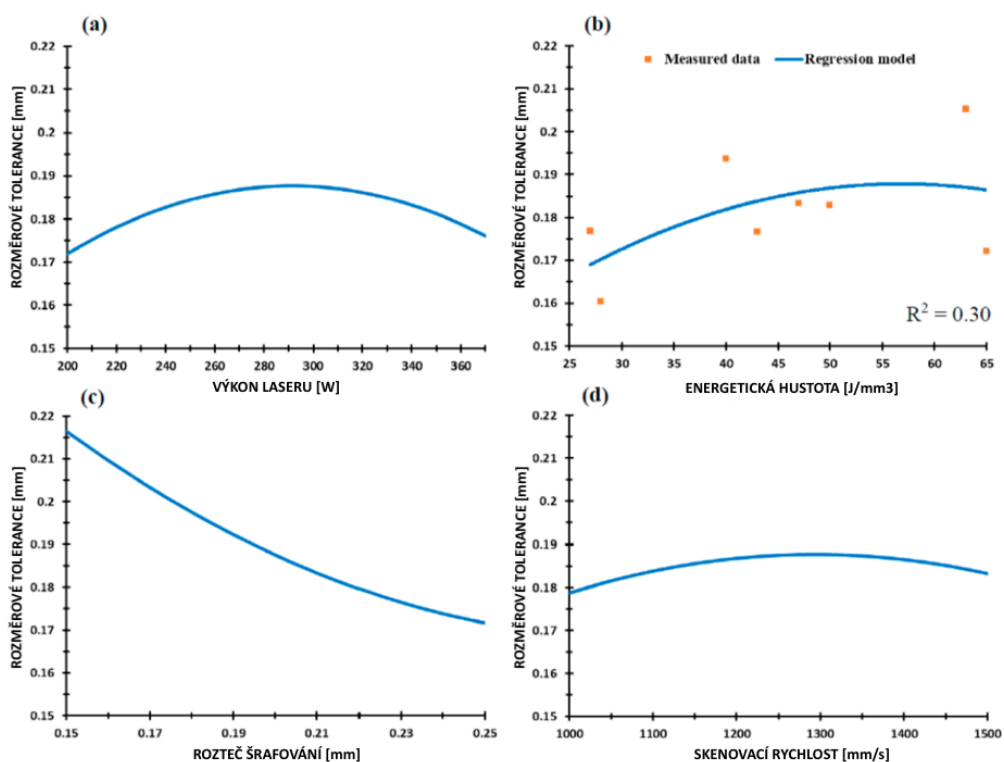 (a)
0.22
0.21
0.2
0.19
0.18
0.17
0.16
0.15
200 220 240 260 280 300 320 340 360
ROZMĚROVÉ TOLERANCE [mm]
VÝKON LASERU [W]
(b)
Measured data Regression model
0.22
0.21
0.2
0.19
0.18
0.17
0.16
0.15
R² = 0.30
25 30 35 40 45 50 55 60 65
ROZMĚROVÉ TOLERANCE [mm]
ENERGETICKÁ HUSTOTA [J/mm3]
(c)
0.22
0.21
0.2
0.19
0.18
0.17
0.16
0.15
0.15 0.17 0.19 0.21 0.23 0.25
ROZMĚROVÉ TOLERANCE [mm]
ROZTEČ ŠRAFOVÁNÍ [mm]
(d)
0.22
0.21
0.2
0.19
0.18
0.17
0.16
0.15
1000 1100 1200 1300 1400 1500
ROZMĚROVÉ TOLERANCE [mm]
SKENOVACÍ RYCHLOST [mm/s]